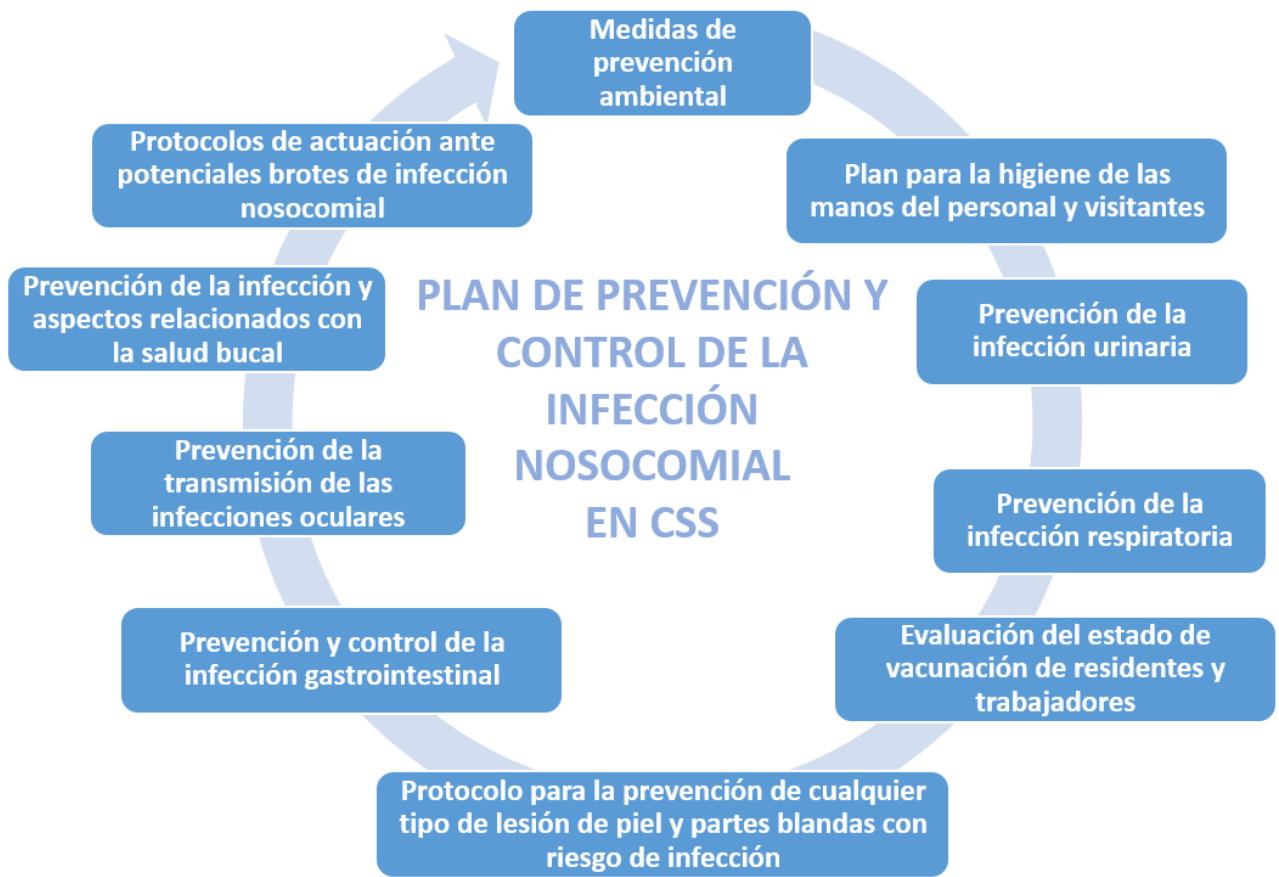 Medidas de
prevención
ambiental
Plan para la higiene de las
manos del personal y visitantes
Prevención de la
infección urinaria
Prevención de la
infección respiratoria
Evaluación del estado de
vacunación de residentes y
trabajadores
Protocolo para la prevención de cualquier
tipo de lesión de piel y partes blandas con
riesgo de infección
Prevención y control de la
infección gastrointestinal
Prevención de la
transmisión de las
infecciones oculares
Prevención de la infección y
aspectos relacionados con
la salud bucal
Protocolos de actuación ante
potenciales brotes de infección
nosocomial
PLAN DE PREVENCIÓN Y
CONTROL DE LA
INFECCIÓN
NOSOCOMIAL
EN CSS